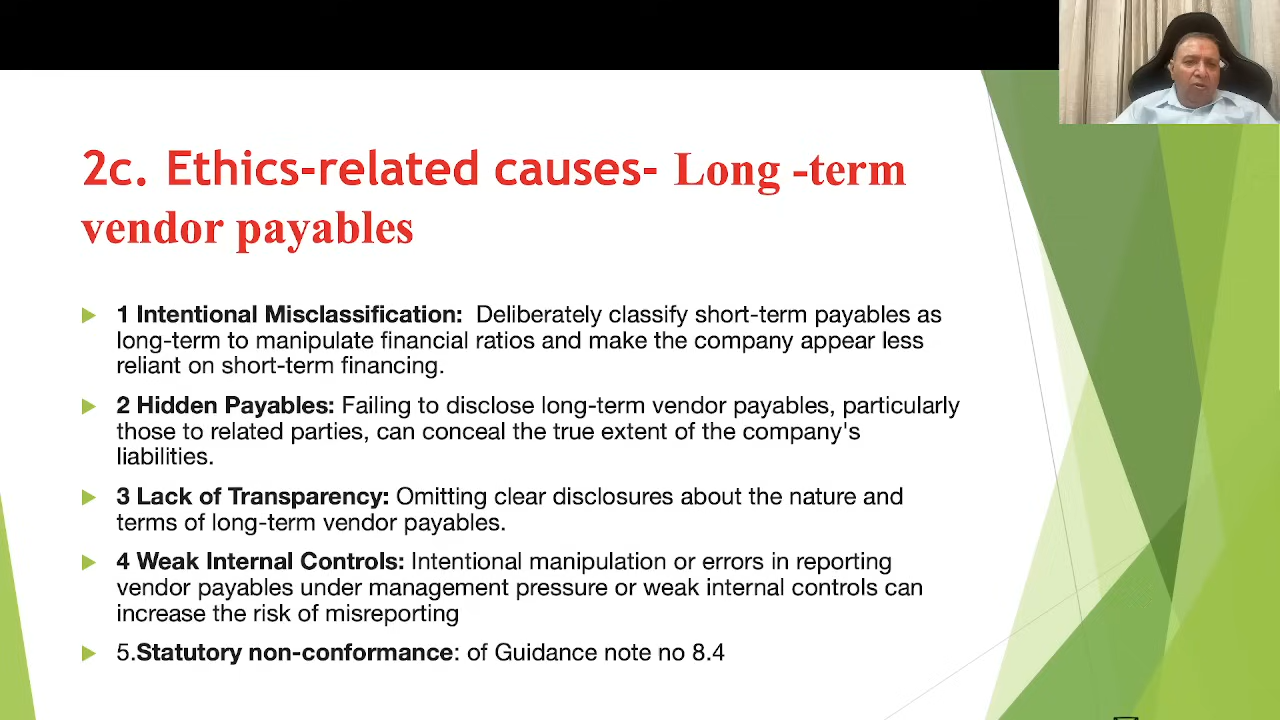 2c. Ethics-related causes- Long -term
vendor payables
1 Intentional Misclassification: Deliberately classify short-term payables as
long-term to manipulate financial ratios and make the company appear less
reliant on short-term financing.
2 Hidden Payables: Failing to disclose long-term vendor payables, particularly
those to related parties, can conceal the true extent of the company's
liabilities.
3 Lack of Transparency: Omitting clear disclosures about the nature and
terms of long-term vendor payables.
4 Weak Internal Controls: Intentional manipulation or errors in reporting
vendor payables under management pressure or weak internal controls can
increase the risk of misreporting
5.Statutory non-conformance: of Guidance note no 8.4